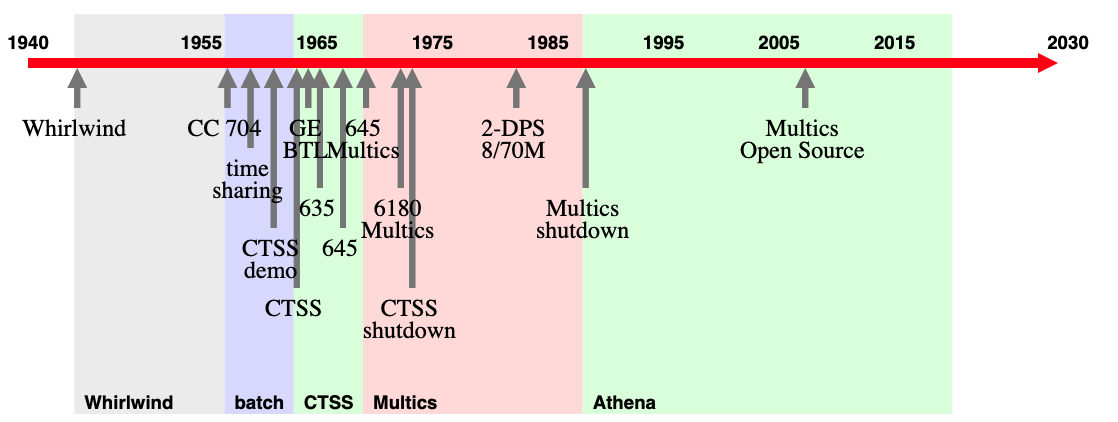 1940 1955 1965 1975 1985 1995 2005 2015 2030
Whirlwind CC 704 GE 645 2-DPS Multics
BTL Multics 8/70M Open Source
time
sharing
635 6180 Multics
Multics shutdown
CTSS 645
demo
CTSS CTSS
shutdown
Whirlwind batch CTSS Multics Athena